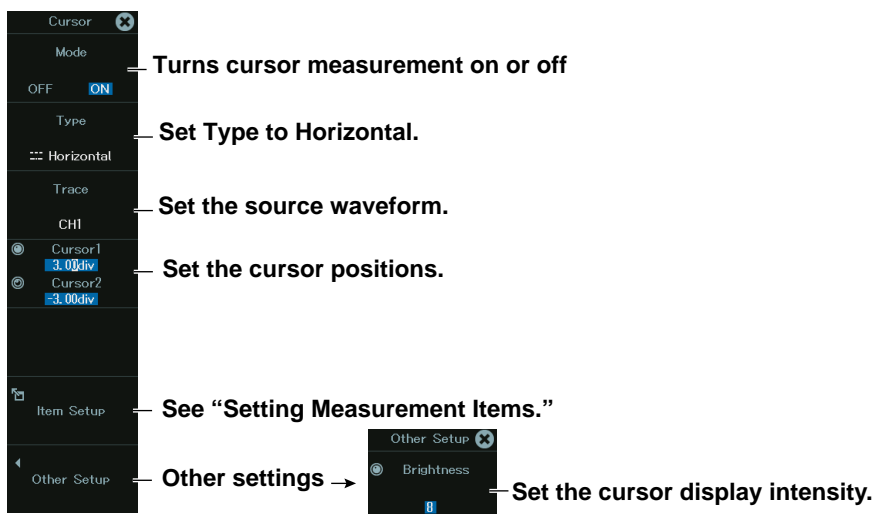 Cursor
Mode
OFF ON
Turns cursor measurement on or off
Type
Horizontal
Set Type to Horizontal.
Trace
CH1
Set the source waveform.
Cursor1
3.00div
Cursor2
-3.00div
Set the cursor positions.
Item Setup
See “Setting Measurement Items.”
Other Setup
Other settings
Other Setup
Brightness
8
Set the cursor display intensity.